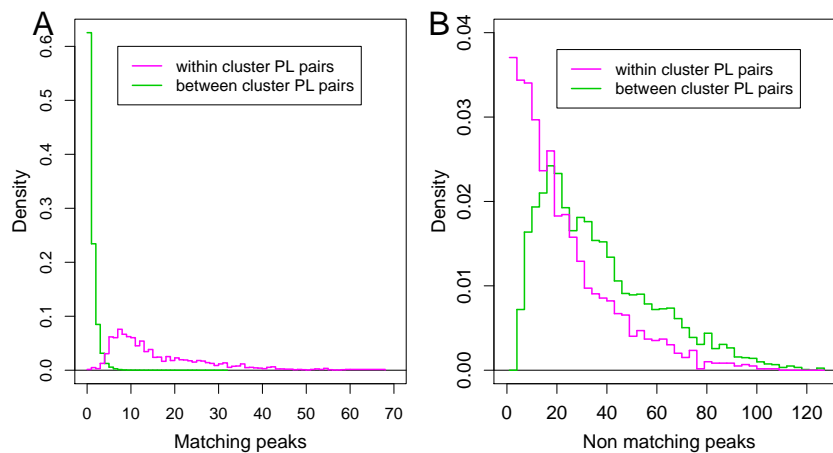 A
within cluster PL pairs
between cluster PL pairs
Density
0.0 0.1 0.2 0.3 0.4 0.5 0.6
0 10 20 30 40 50 60 70
Matching peaks
B
within cluster PL pairs
between cluster PL pairs
Density
0.00 0.01 0.02 0.03 0.04
0 20 40 60 80 100 120
Non matching peaks